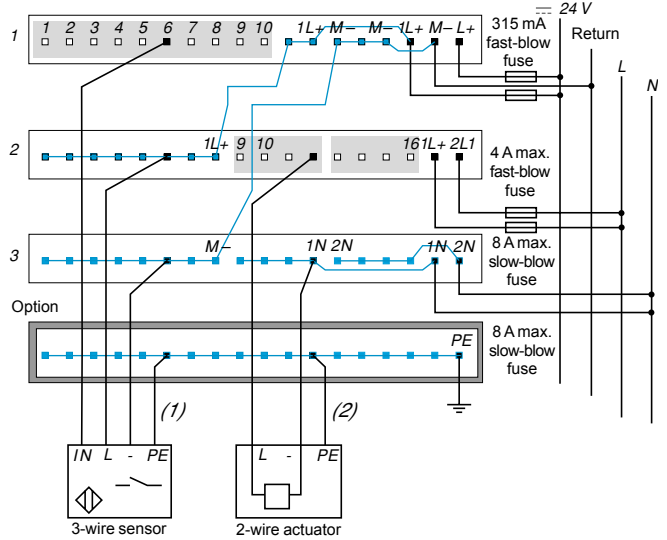 1 1 2 3 4 5 6 7 8 9 10 1L+ M– M– 1L+ M– L+
24 V
315 mA
fast-blow
fuse
Return
L
N
2 1L+ 9 10 16 1L+ 2L1
4 A max.
fast-blow
fuse
3 M– 1N 2N 1N 2N
8 A max.
slow-blow
fuse
Option
PE
8 A max.
slow-blow
fuse
(1) (2)
IN L - PE L - PE
3-wire sensor 2-wire actuator